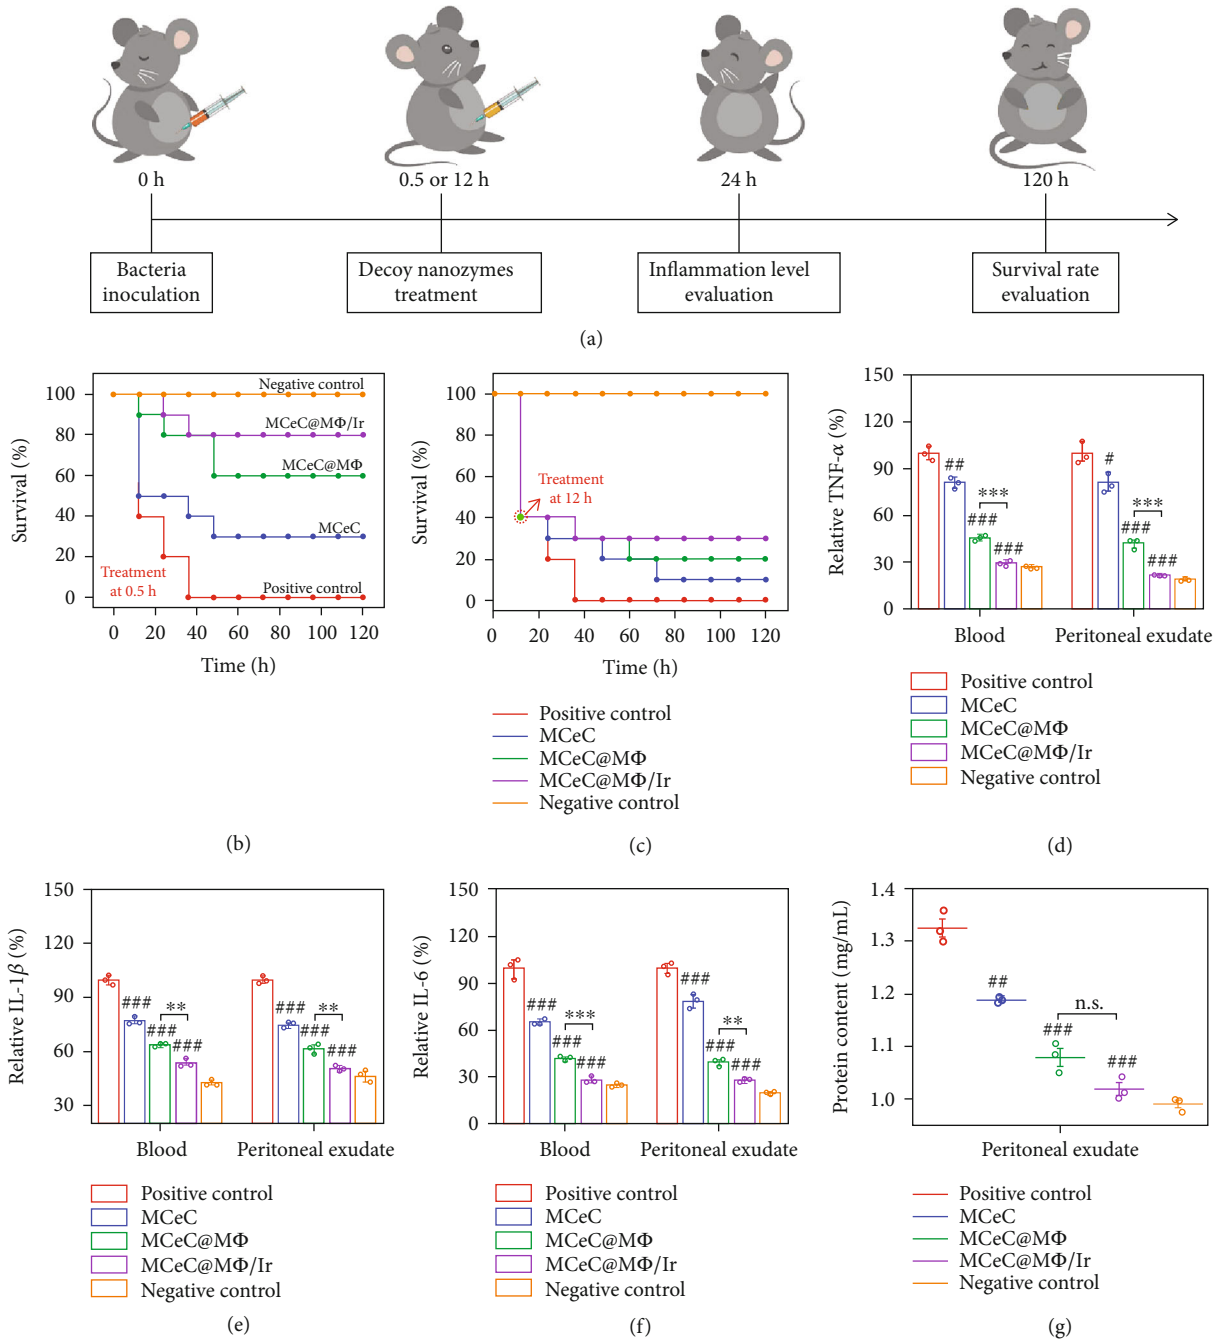 0 h
0.5 or 12 h
24 h
120 h
Bacteria
inoculation
Decoy nanozymes
treatment
Inflammation level
evaluation
Survival rate
evaluation
(a)
Survival (%)
100
80
60
40
20
0
Negative control
MCeC@MΦ/Ir
MCeC@MΦ
MCeC
Treatment
at 0.5 h
Positive control
0 20 40 60 80 100 120
Time (h)
(b)
Survival (%)
100
80
60
40
20
0
Treatment
at 12 h
0 20 40 60 80 100 120
Time (h)
Positive control
MCeC
MCeC@MΦ
MCeC@MΦ/Ir
Negative control
(c)
Relative TNF-α (%)
150
120
90
60
30
0
##
***
###
###
#
***
###
###
Blood
Peritoneal exudate
Positive control
MCeC
MCeC@MΦ
MCeC@MΦ/Ir
Negative control
(d)
Relative IL-1β (%)
150
120
90
60
30
###
**
###
###
###
**
###
###
Blood
Peritoneal exudate
Positive control
MCeC
MCeC@MΦ
MCeC@MΦ/Ir
Negative control
(e)
Relative IL-6 (%)
150
120
90
60
30
0
###
***
###
###
###
**
###
###
Blood
Peritoneal exudate
Positive control
MCeC
MCeC@MΦ
MCeC@MΦ/Ir
Negative control
(f)
Protein content (mg/mL)
1.4
1.3
1.2
1.1
1.0
##
n.s.
###
###
Peritoneal exudate
Positive control
MCeC
MCeC@MΦ
MCeC@MΦ/Ir
Negative control
(g)